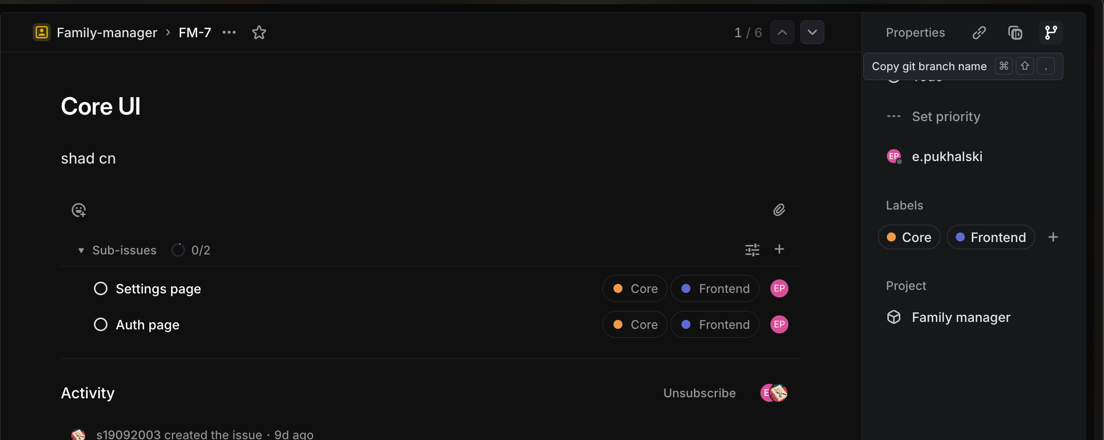 Family-manager › FM-7 ···
1 / 6
Properties
Copy git branch name ⌘ ⇧ .
Core UI
Set priority
shad cn
EP e.pukhalski
Labels
Core Frontend +
Sub-issues 0/2 +
Settings page Core Frontend EP
Project
Auth page Core Frontend EP
Family manager
Activity Unsubscribe
s19092003 created the issue · 9d ago